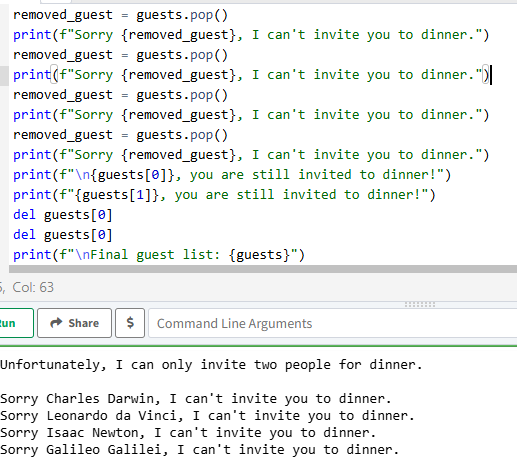 removed_guest = guests.pop()
print(f"Sorry {removed_guest}, I can't invite you to dinner.")
removed_guest = guests.pop()
print(f"Sorry {removed_guest}, I can't invite you to dinner.")
removed_guest = guests.pop()
print(f"Sorry {removed_guest}, I can't invite you to dinner.")
removed_guest = guests.pop()
print(f"Sorry {removed_guest}, I can't invite you to dinner.")
print(f"\n{guests[0]}, you are still invited to dinner!")
print(f"{guests[1]}, you are still invited to dinner!")
del guests[0]
del guests[0]
print(f"\nFinal guest list: {guests}")
, Col: 63
Share $ Command Line Arguments
Unfortunately, I can only invite two people for dinner.
Sorry Charles Darwin, I can't invite you to dinner.
Sorry Leonardo da Vinci, I can't invite you to dinner.
Sorry Isaac Newton, I can't invite you to dinner.
Sorry Galileo Galilei, I can't invite you to dinner.